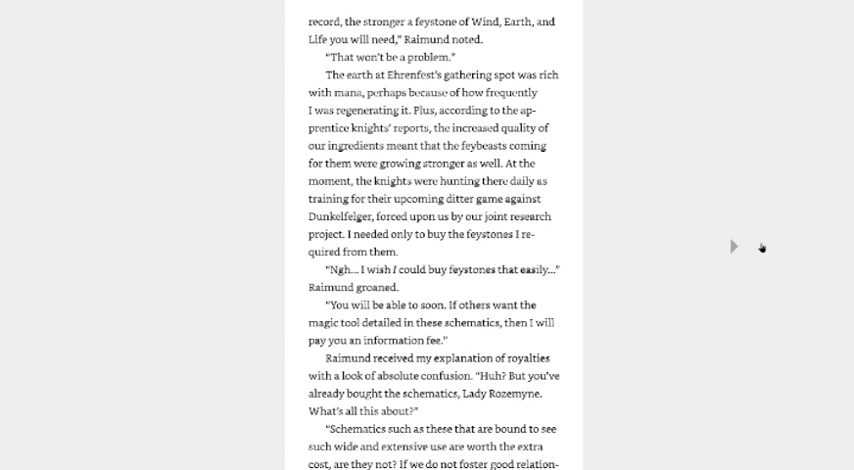 record, the stronger a feystone of Wind, Earth, and
Life you will need,” Raimund noted.
“That won’t be a problem.”
The earth at Ehrenfest’s gathering spot was rich
with mana, perhaps because of how frequently
I was regenerating it. Plus, according to the ap-
prentice knights’ reports, the increased quality of
our ingredients meant that the feybeasts coming
for them were growing stronger as well. At the
moment, the knights were hunting there daily as
training for their upcoming ditter game against
Dunkelfelger, forced upon us by our joint research
project. I needed only to buy the feystones I re-
quired from them.
“Ngh... I wish I could buy feystones that easily...”
Raimund groaned.
“You will be able to soon. If others want the
magic tool detailed in these schematics, then I will
pay you an information fee.”
Raimund received my explanation of royalties
with a look of absolute confusion. “Huh? But you’ve
already bought the schematics, Lady Rozemyne.
What’s all this about?”
“Schematics such as these that are bound to see
such wide and extensive use are worth the extra
cost, are they not? If we do not foster good relation-